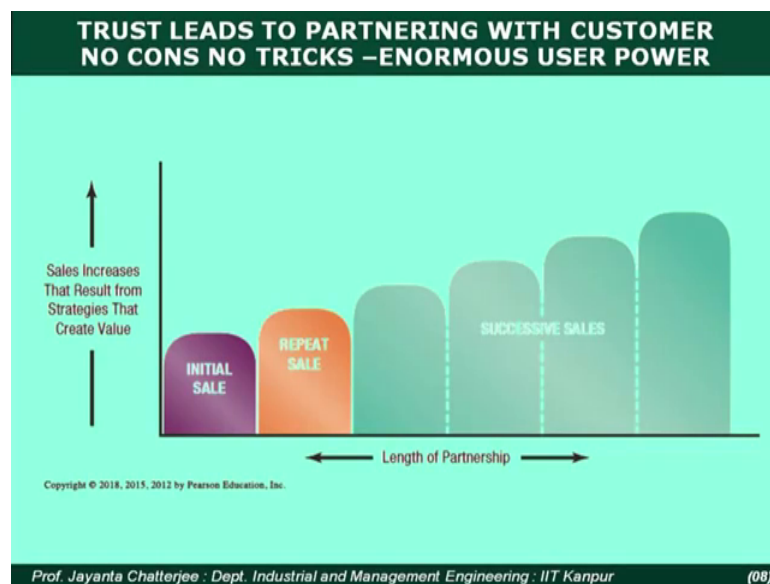 TRUST LEADS TO PARTNERING WITH CUSTOMER
NO CONS NO TRICKS –ENORMOUS USER POWER
Sales Increases
That Result from
Strategies That
Create Value
INITIAL
SALE
REPEAT
SALE
SUCCESSIVE SALES
Length of Partnership
Copyright © 2018, 2015, 2012 by Pearson Education, Inc.
Prof. Jayanta Chatterjee : Dept. Industrial and Management Engineering : IIT Kanpur (08